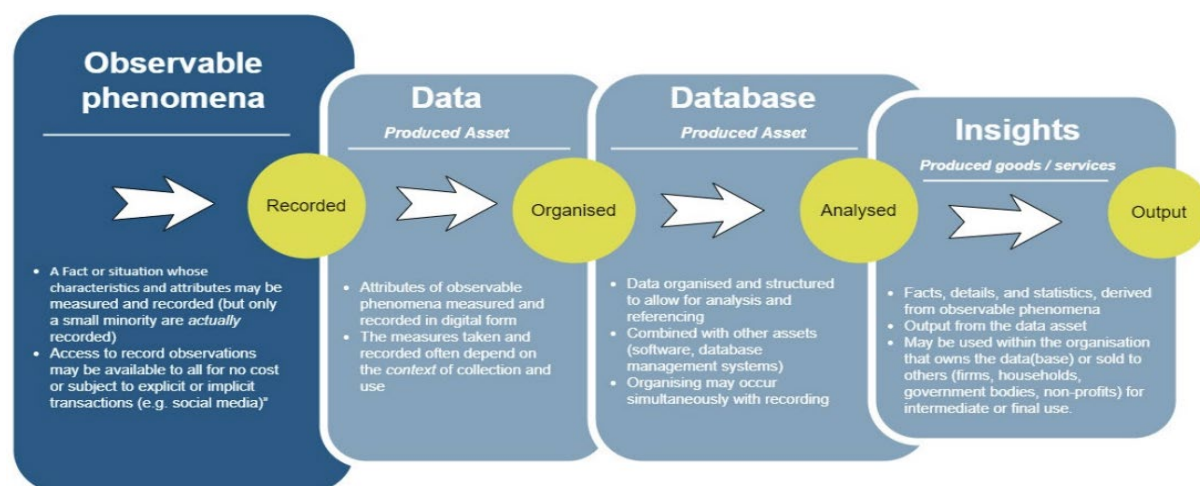 Observable
phenomena
Recorded
• A Fact or situation whose
characteristics and attributes may be
measured and recorded (but only
a small minority are actually
recorded)
• Access to record observations
may be available to all for no cost
or subject to explicit or implicit
transactions (e.g. social media)"
Data
Produced Asset
Organised
• Attributes of observable
phenomena measured and
recorded in digital form
• The measures taken and
recorded often depend on
the context of collection and
use
Database
Produced Asset
Analysed
• Data organised and structured
to allow for analysis and
referencing
• Combined with other assets
(software, database
management systems)
• Organising may occur
simultaneously with recording
Insights
Produced goods / services
Output
• Facts, details, and statistics, derived
from observable phenomena
• Output from the data asset
• May be used within the organisation
that owns the data(base) or sold to
others (firms, households,
government bodies, non-profits) for
intermediate or final use.